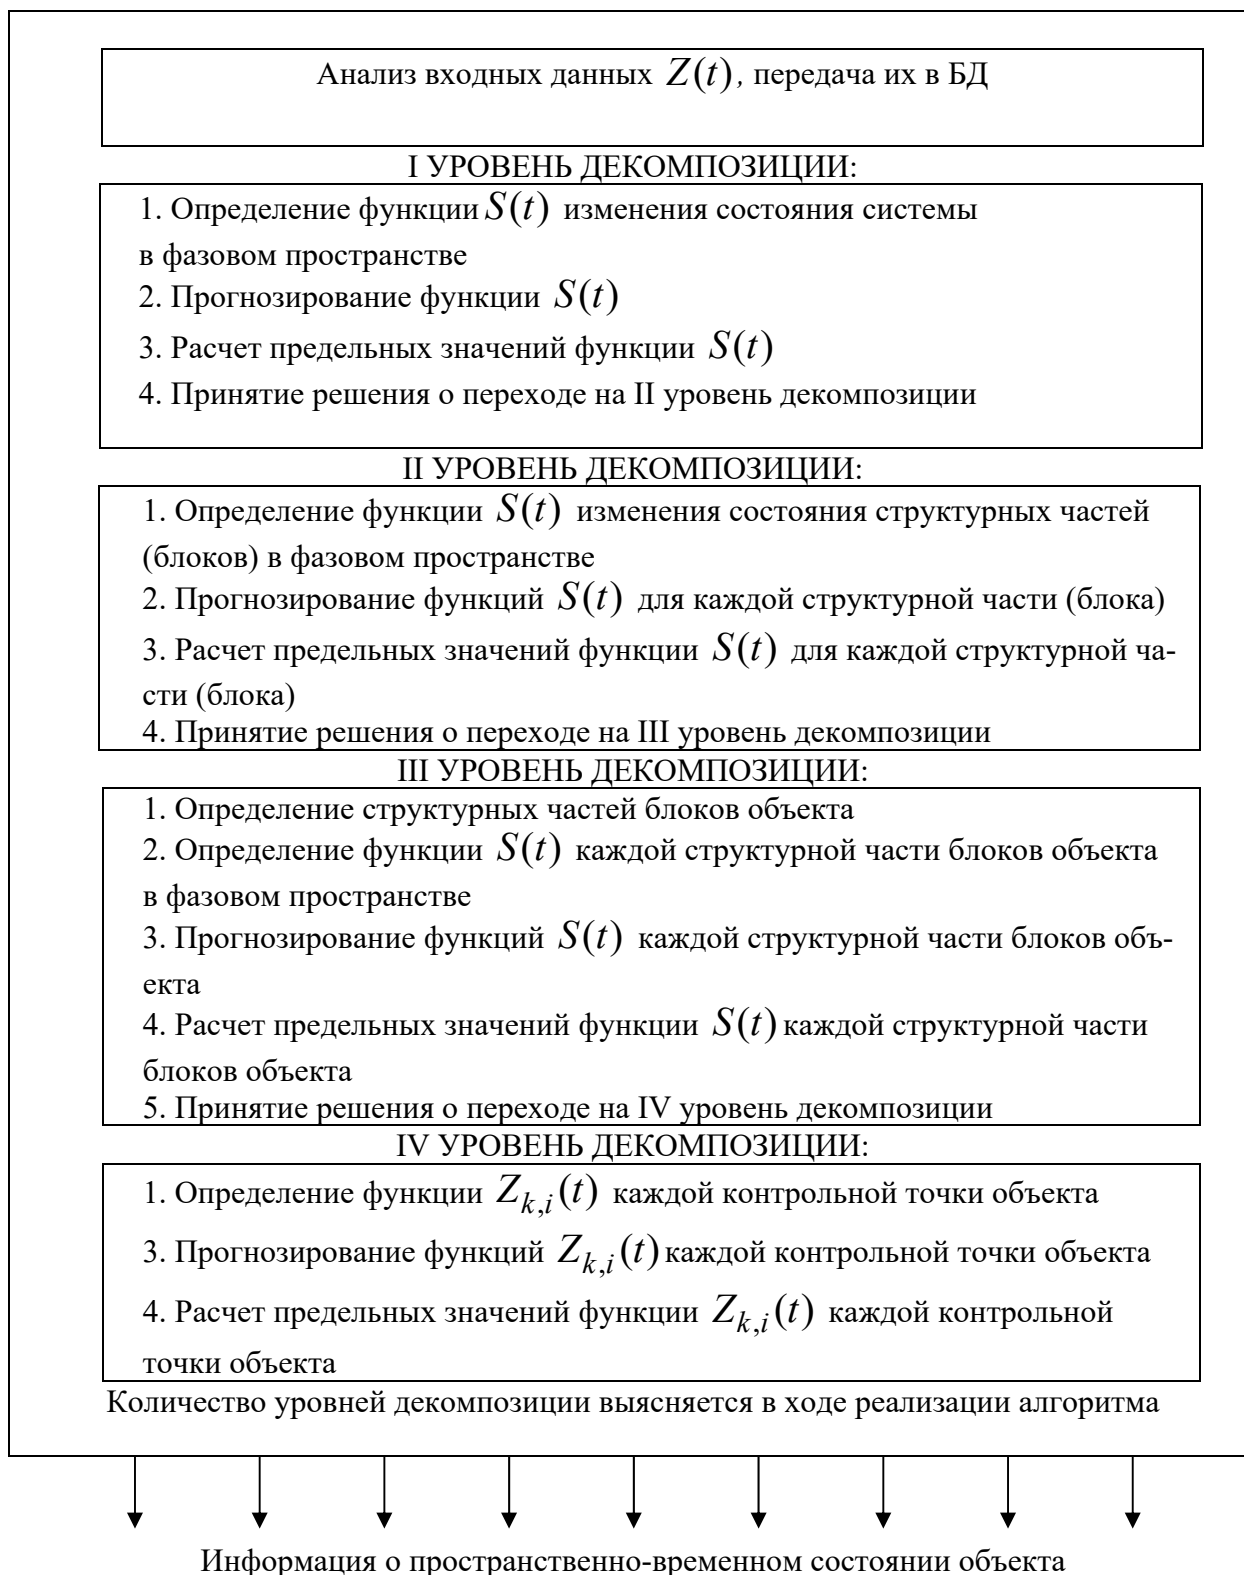 Анализ входных данных Z(t), передача их в БД
I УРОВЕНЬ ДЕКОМПОЗИЦИИ:
1. Определение функции S(t) изменения состояния системы
в фазовом пространстве
2. Прогнозирование функции S(t)
3. Расчет предельных значений функции S(t)
4. Принятие решения о переходе на II уровень декомпозиции
II УРОВЕНЬ ДЕКОМПОЗИЦИИ:
1. Определение функции S(t) изменения состояния структурных частей
(блоков) в фазовом пространстве
2. Прогнозирование функций S(t) для каждой структурной части (блока)
3. Расчет предельных значений функции S(t) для каждой структурной ча-
сти (блока)
4. Принятие решения о переходе на III уровень декомпозиции
III УРОВЕНЬ ДЕКОМПОЗИЦИИ:
1. Определение структурных частей блоков объекта
2. Определение функции S(t) каждой структурной части блоков объекта
в фазовом пространстве
3. Прогнозирование функций S(t) каждой структурной части блоков объ-
екта
4. Расчет предельных значений функции S(t) каждой структурной части
блоков объекта
5. Принятие решения о переходе на IV уровень декомпозиции
IV УРОВЕНЬ ДЕКОМПОЗИЦИИ:
1. Определение функции Z_{k,i}(t) каждой контрольной точки объекта
3. Прогнозирование функций Z_{k,i}(t) каждой контрольной точки объекта
4. Расчет предельных значений функции Z_{k,i}(t) каждой контрольной
точки объекта
Количество уровней декомпозиции выясняется в ходе реализации алгоритма
Информация о пространственно-временном состоянии объекта